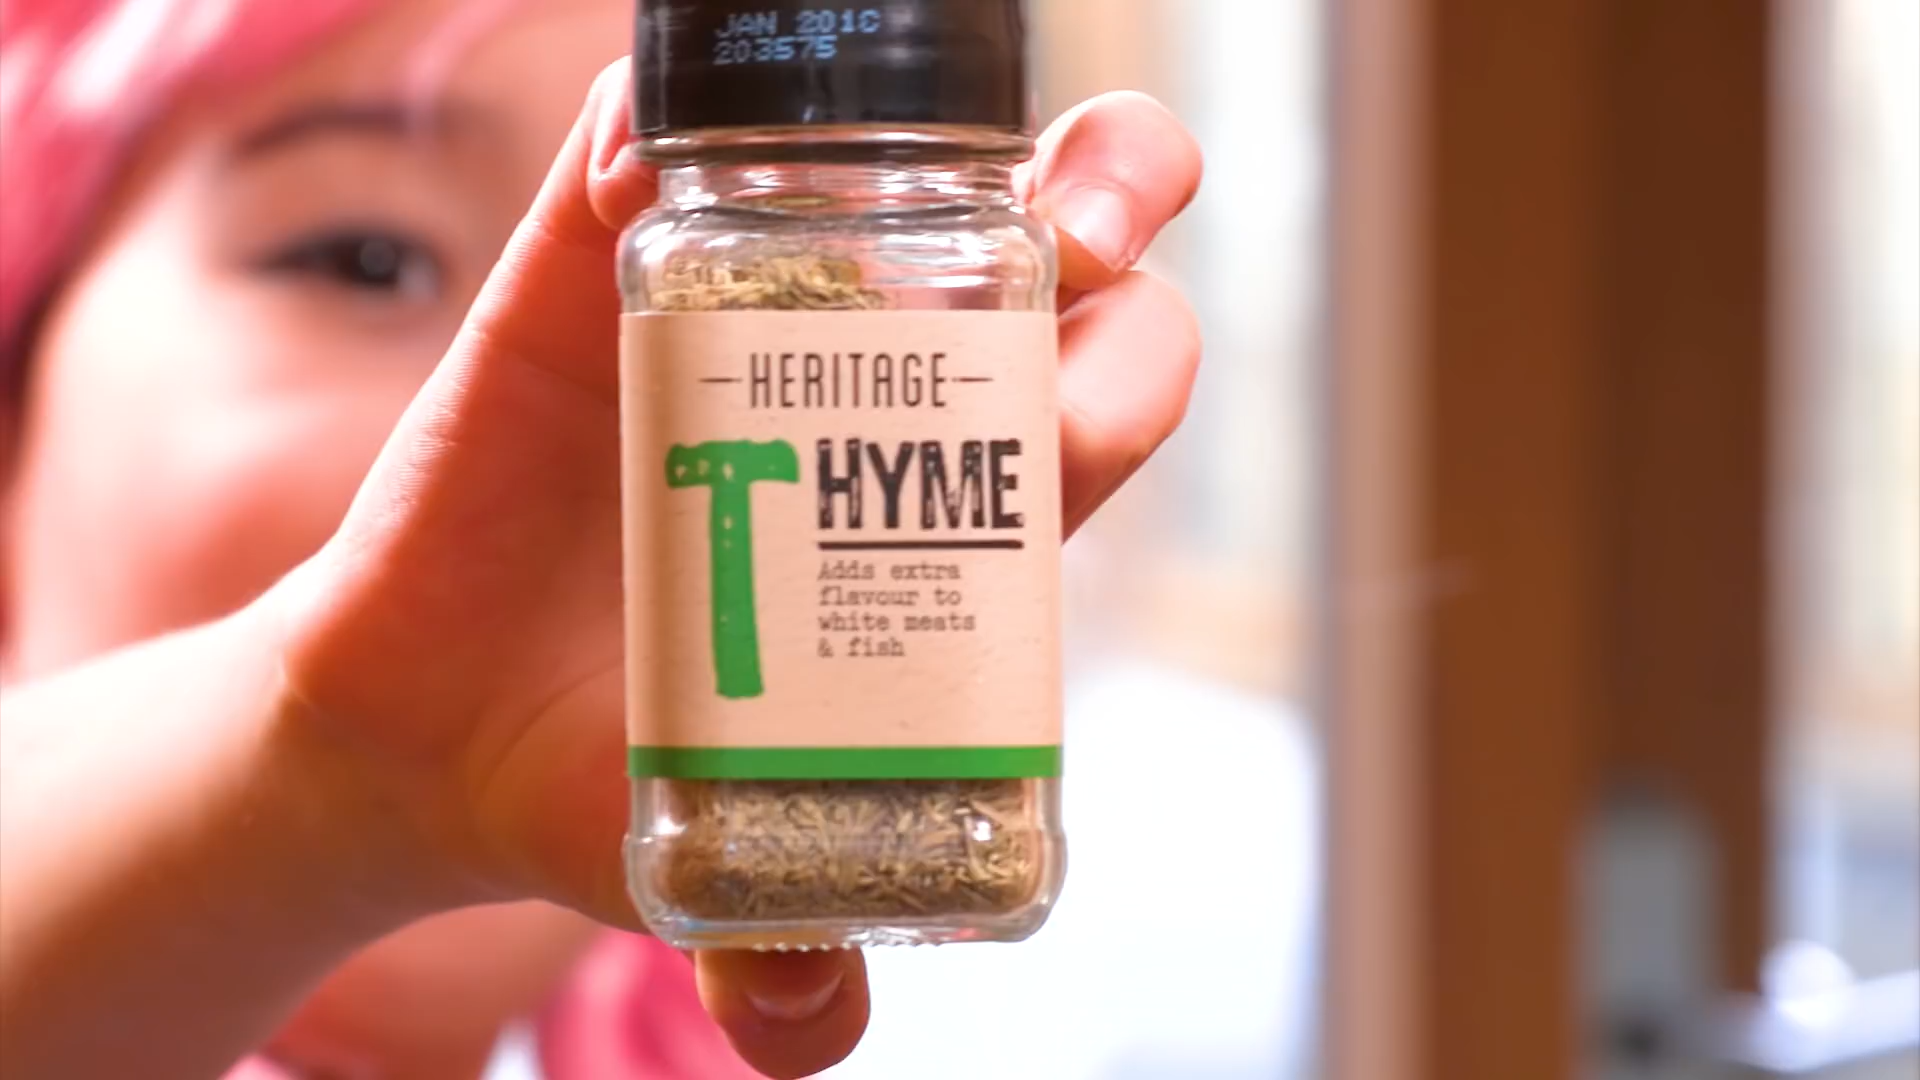 JAN 201C
203575
HERITAGE
THYME
Adds extra
flavour to
white meats
& fish